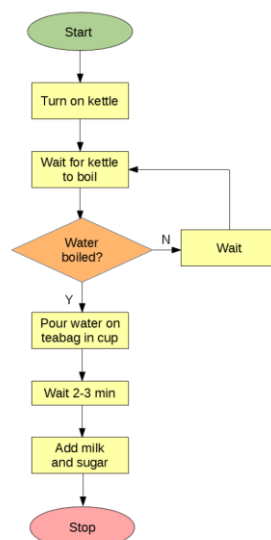 Start
Turn on kettle
Wait for kettle
to boil
Water
boiled?
N
Wait
Y
Pour water on
teabag in cup
Wait 2-3 min
Add milk
and sugar
Stop